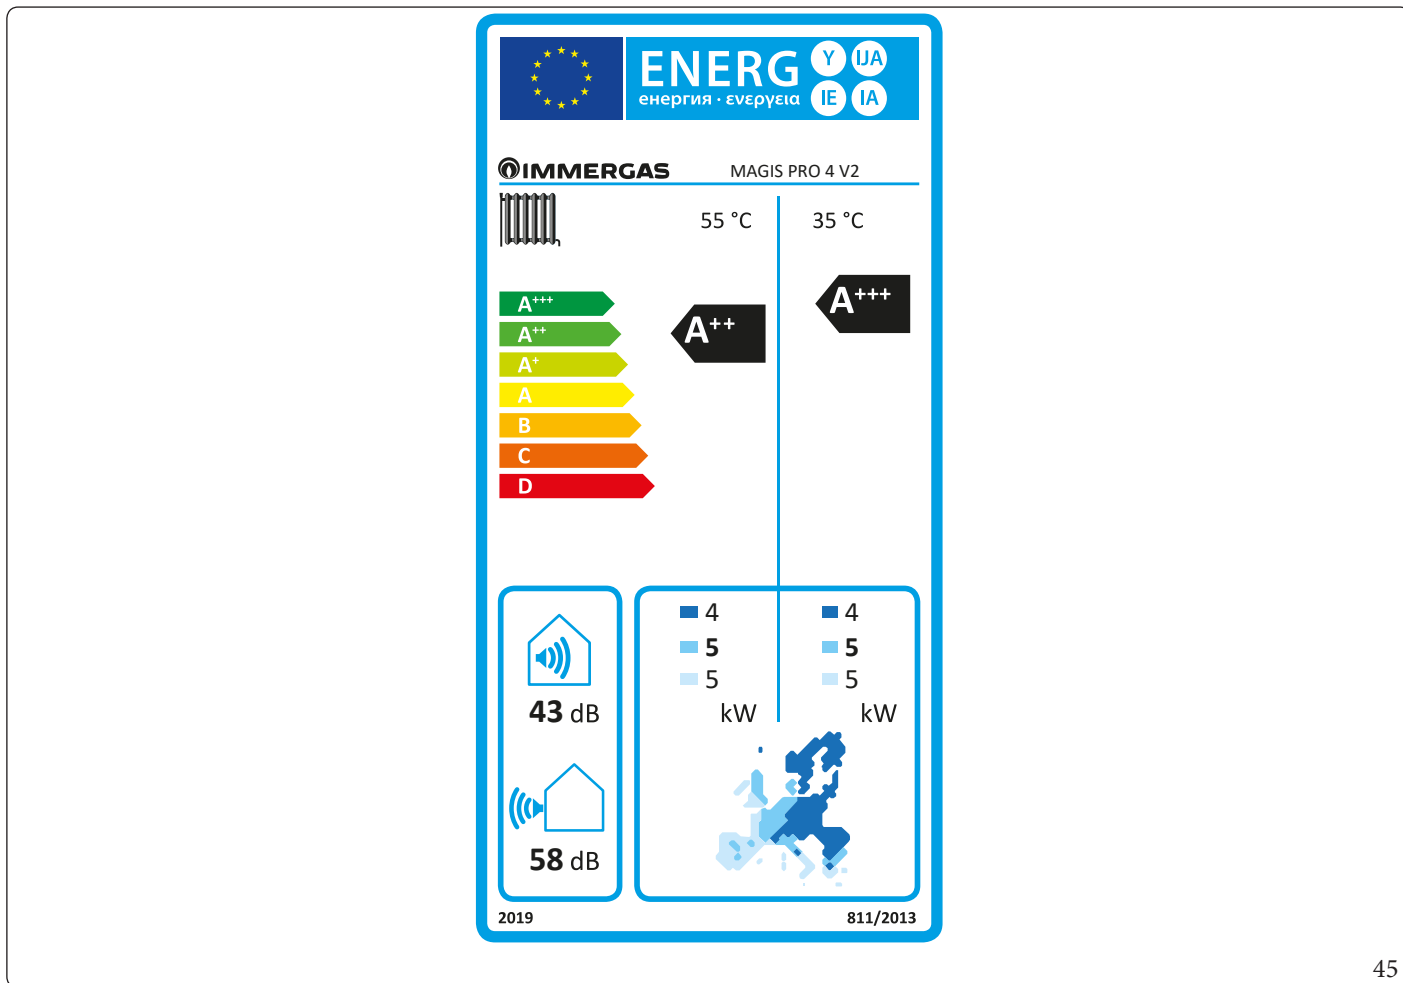 ENERG Y IJA
енергия · ενεργεια IE IA
IMMERGAS MAGIS PRO 4 V2
55 °C 35 °C
A+++ A+++
A++ A++
A+
A
B
C
D
4 4
5 5
5 5
kW kW
43 dB
58 dB
2019 811/2013
45